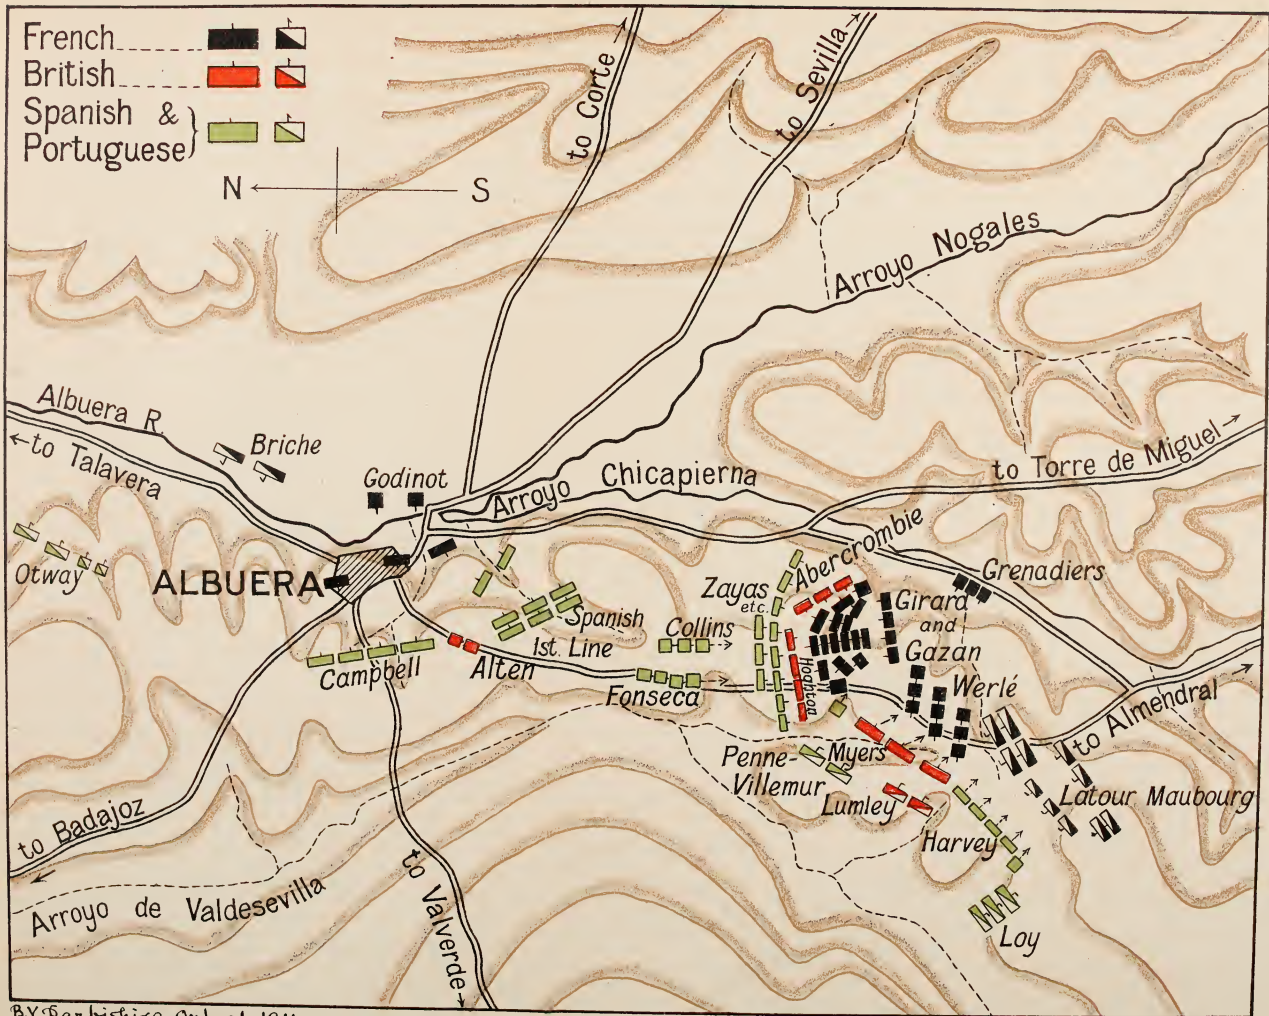 French
British
Spanish &
Portuguese
N S
to Corte
to Sevilla
Arroyo Nogales
Albuera R.
to Talavera
Briche
Godinot
Arroyo Chicapierna
to Torre de Miguel
Otway
ALBUERA
Abercrombie
Zayas
etc.
Grenadiers
Girard
and
Gazan
Spanish
1st. Line
Collins
Campbell
Alten
Fonseca
Hoghton
Werlé
to Almendral
Penne-
Villemur
Myers
Lumley
Latour Maubourg
Harvey
to Badajoz
Arroyo de Valdesevilla
to Valverde
Loy
B.V. Darbishire